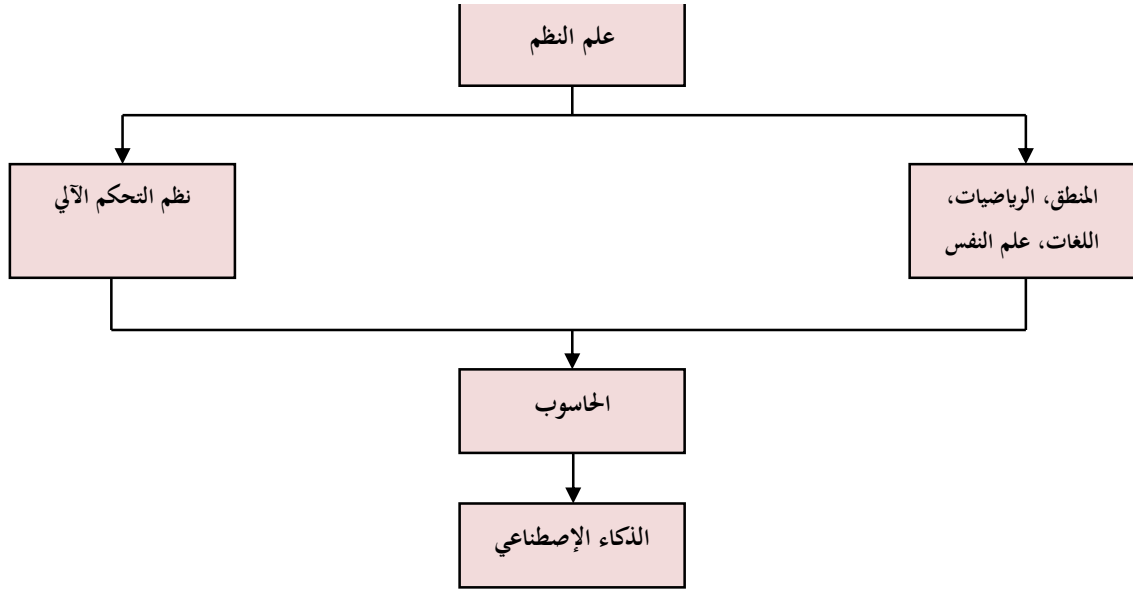 علم النظم
المنطق، الرياضيات،
اللغات، علم النفس
نظم التحكم الآلي
الحاسوب
الذكاء الإصطناعي